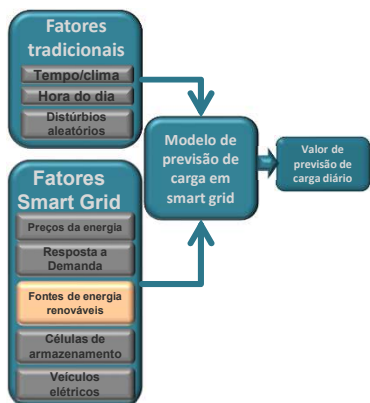 Fatores
tradicionais
Tempo/clima
Hora do dia
Distúrbios
aleatórios
Modelo de
previsão de
carga em
smart grid
Valor de
previsão de
carga diário
Fatores
Smart Grid
Preços da energia
Resposta a
Demanda
Fontes de energia
renováveis
Células de
armazenamento
Veículos
elétricos